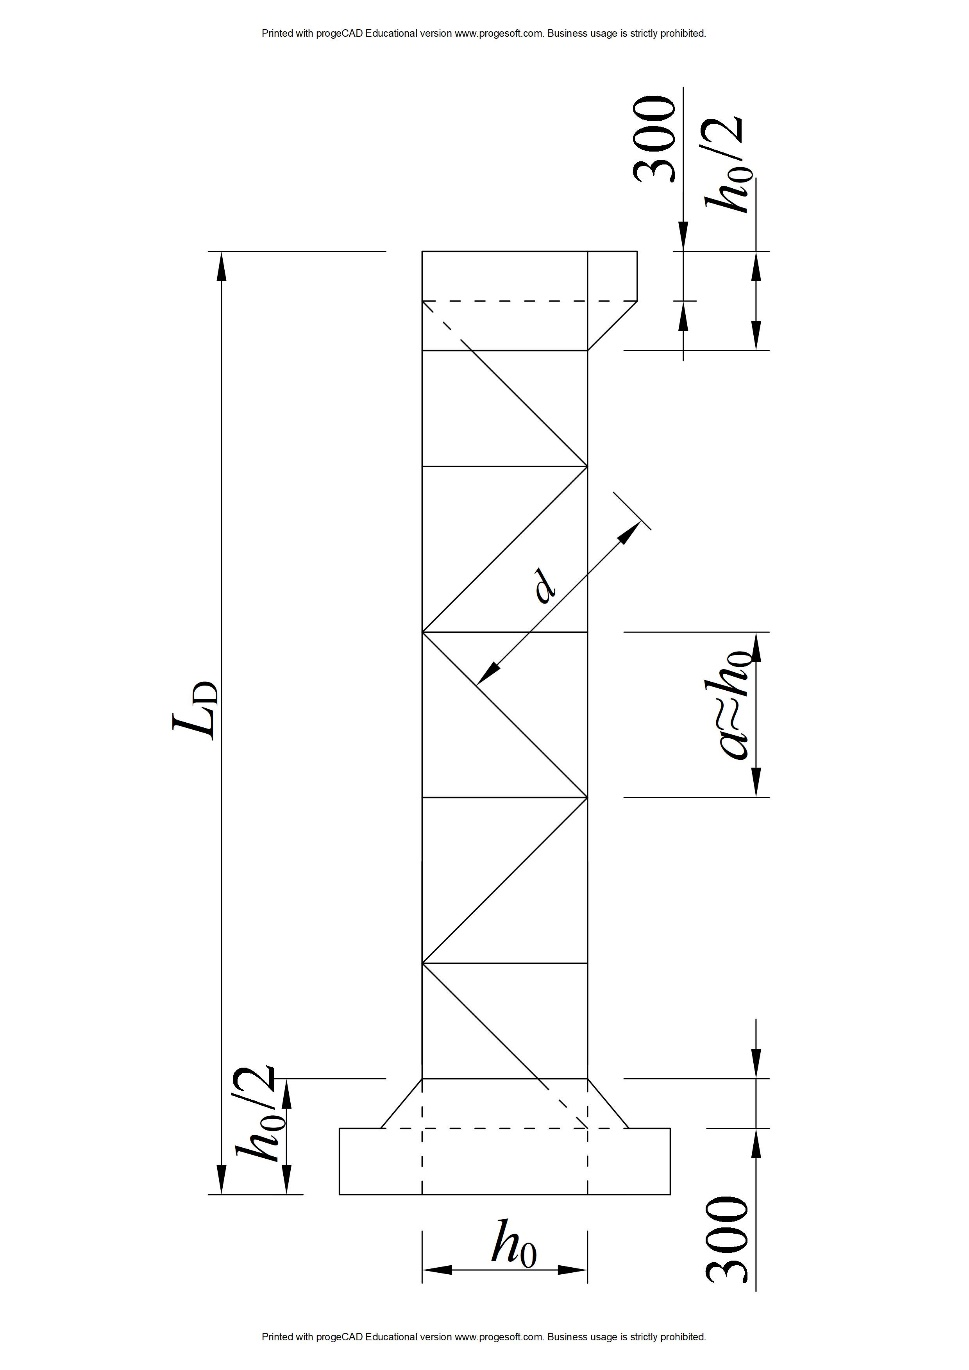 Printed with progeCAD Educational version www.progesoft.com. Business usage is strictly prohibited.
300
h0/2
d
LD
a≈h0
h0/2
h0
300
Printed with progeCAD Educational version www.progesoft.com. Business usage is strictly prohibited.